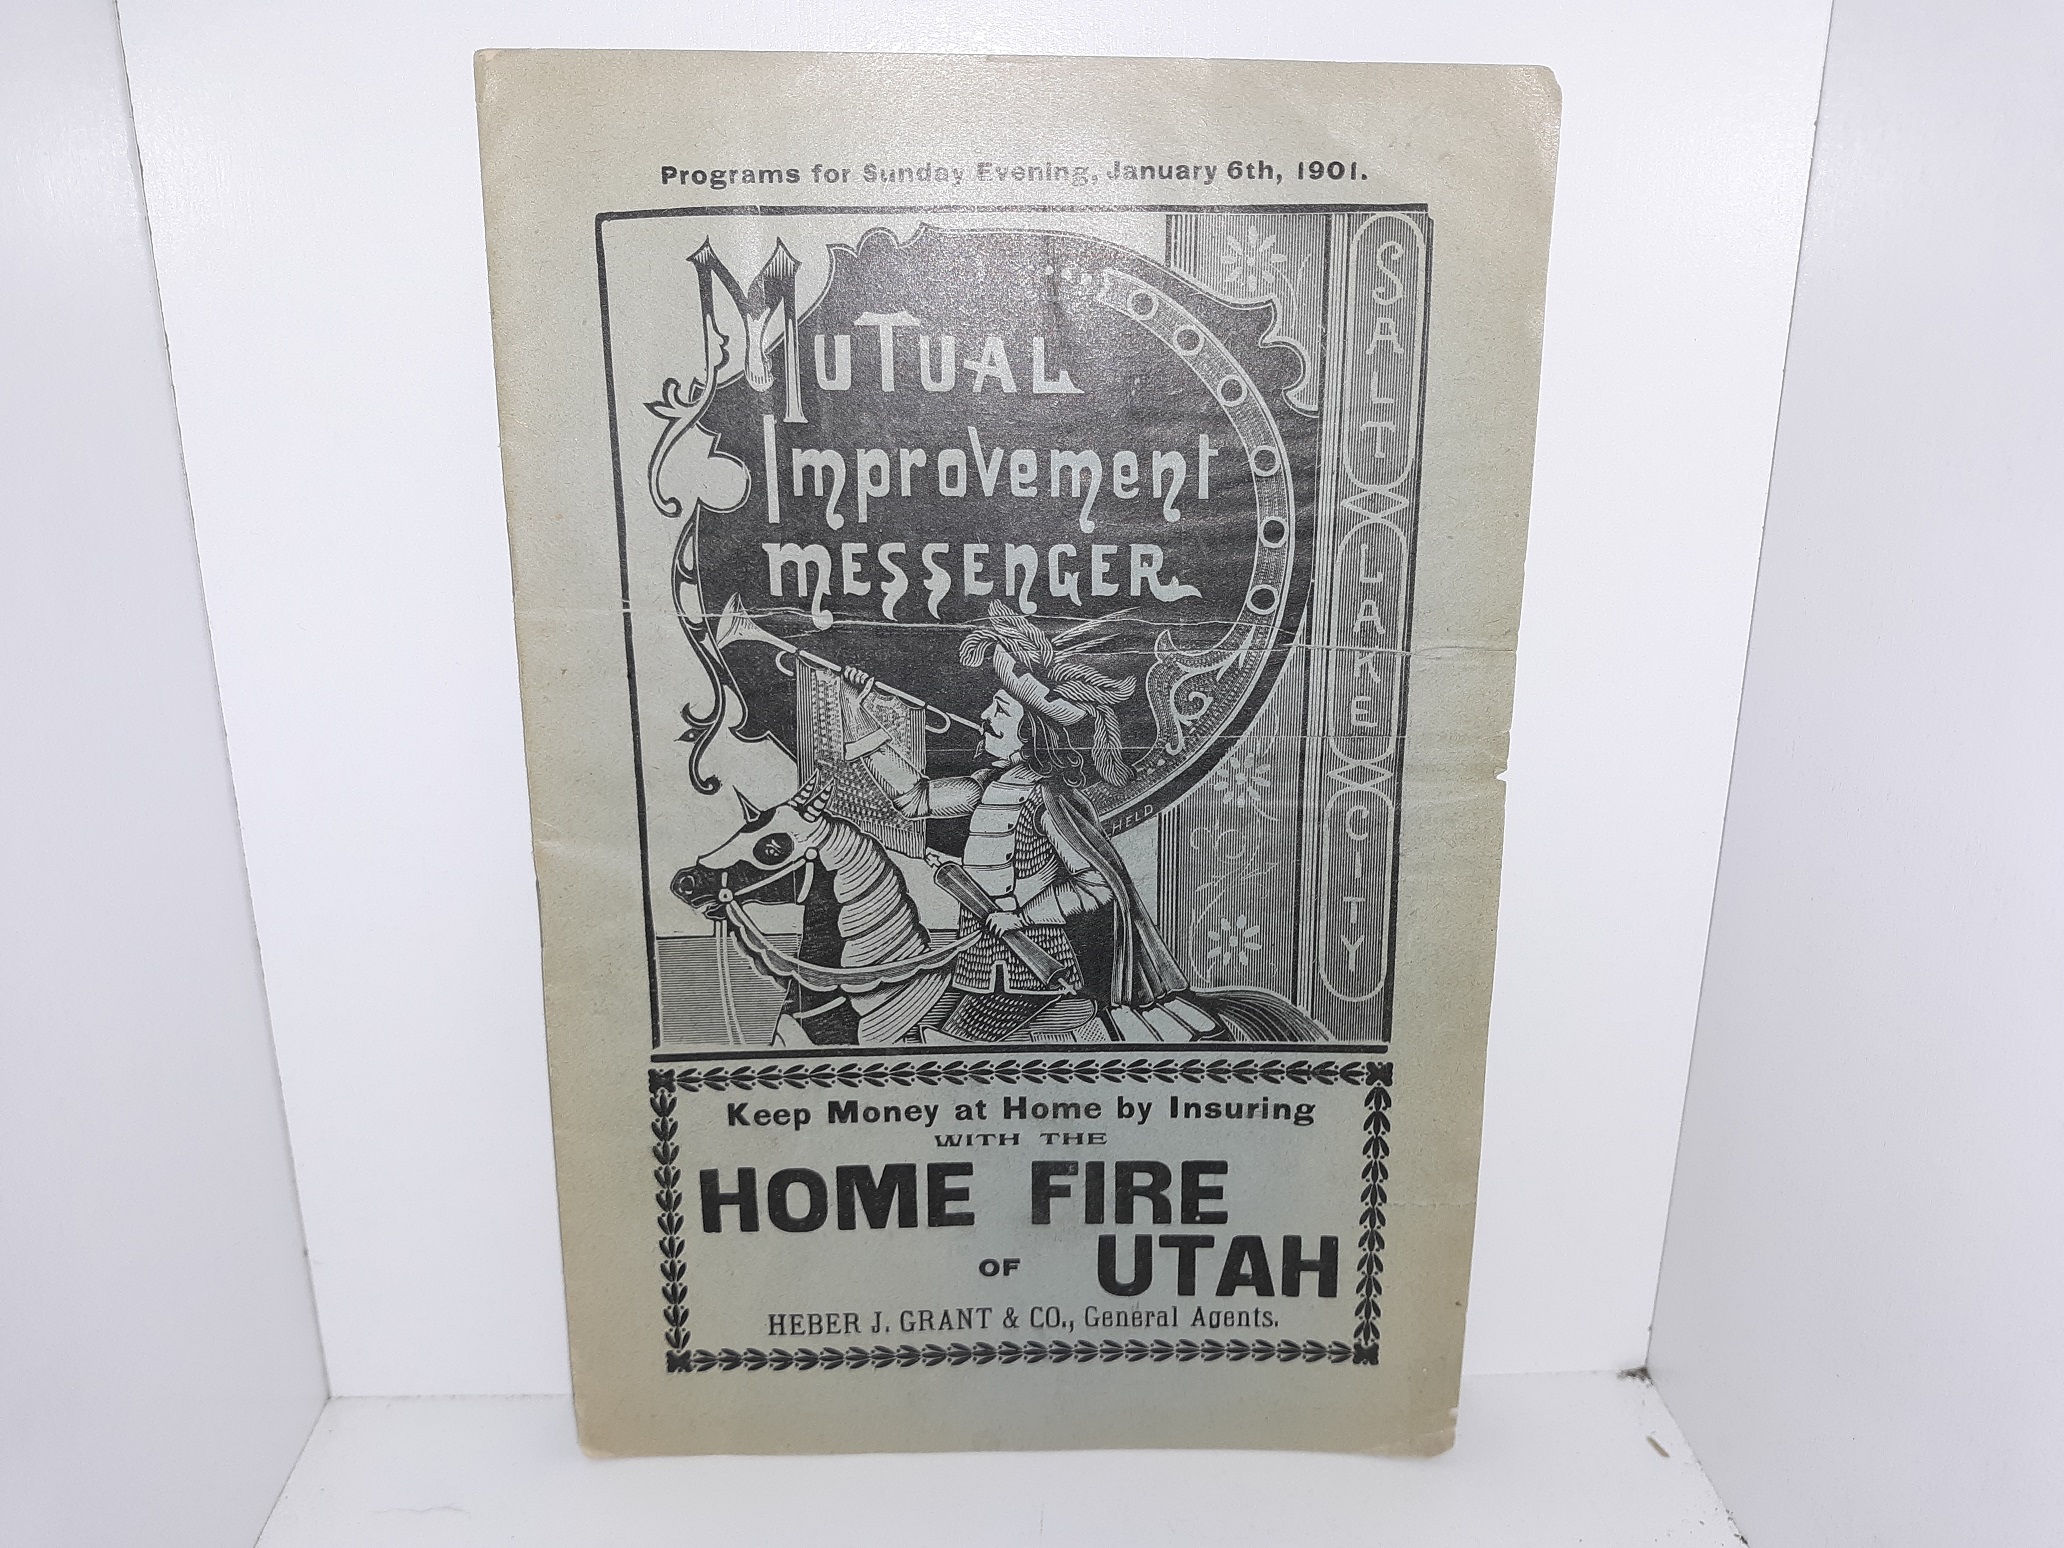 Programs for Sunday Evening, January 6th, 1901.
MUTUAL
IMPROVEMENT
MESSENGER
SALT
LAKE
CITY
HELD
Keep Money at Home by Insuring
WITH THE
HOME FIRE
OF UTAH
HEBER J. GRANT & CO., General Agents.